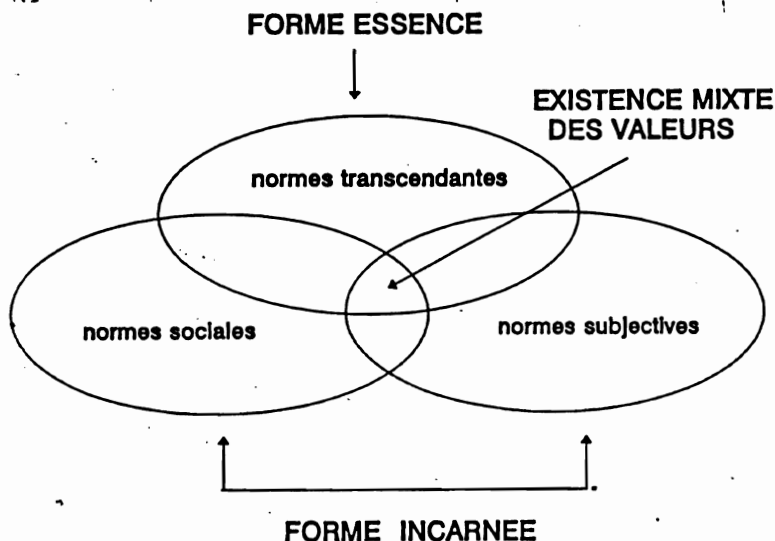 FORME ESSENCE
EXISTENCE MIXTE
DES VALEURS
normes transcendantes
normes sociales
normes subjectives
FORME INCARNEE